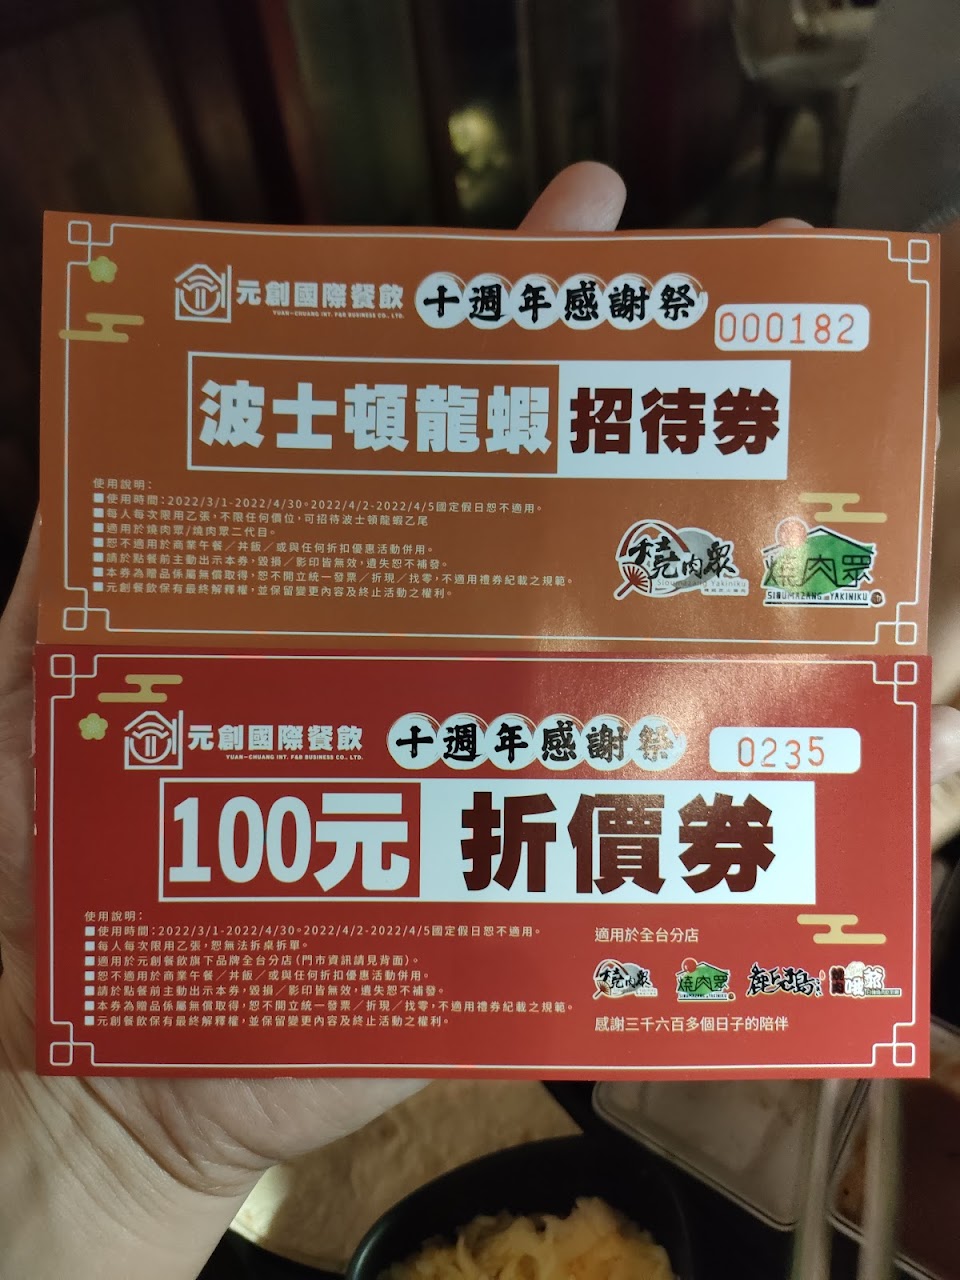 元創國際餐飲
YUAN-CHUANG INT. F&B BUSINESS CO., LTD.
十週年感謝祭
000182
波士頓龍蝦招待券
使用說明：
■使用時間：2022/3/1-2022/4/30。2022/4/2-2022/4/5國定假日恕不適用。
■每人每次限用乙張，不限任何價位，可招待波士頓龍蝦乙尾
■適用於燒肉眾/燒肉眾二代目。
■恕不適用於商業午餐／丼飯／或與任何折扣優惠活動併用。
■請於點餐前主動出示本券，毀損／影印皆無效，遺失恕不補發。
■本券為贈品係屬無償取得，恕不開立統一發票／折現／找零，不適用禮券紀載之規範。
■元創餐飲保有最終解釋權，並保留變更內容及終止活動之權利。
燒肉眾
Sioumazang Yakiniku
燒肉眾
SIOUMAZANG YAKINIKU
元創國際餐飲
YUAN-CHUANG INT. F&B BUSINESS CO., LTD.
十週年感謝祭
0235
100元 折價券
使用說明：
■使用時間：2022/3/1-2022/4/30。2022/4/2-2022/4/5國定假日恕不適用。
■每人每次限用乙張，恕無法拆桌拆單。
■適用於元創餐飲旗下品牌全台分店（門市資訊請見背面）。
■恕不適用於商業午餐／丼飯／或與任何折扣優惠活動併用。
■請於點餐前主動出示本券，毀損／影印皆無效，遺失恕不補發。
■本券為贈品係屬無償取得，恕不開立統一發票／折現／找零，不適用禮券紀載之規範。
■元創餐飲保有最終解釋權，並保留變更內容及終止活動之權利。
適用於全台分店
燒肉眾
燒肉眾
感謝三千六百多個日子的陪伴